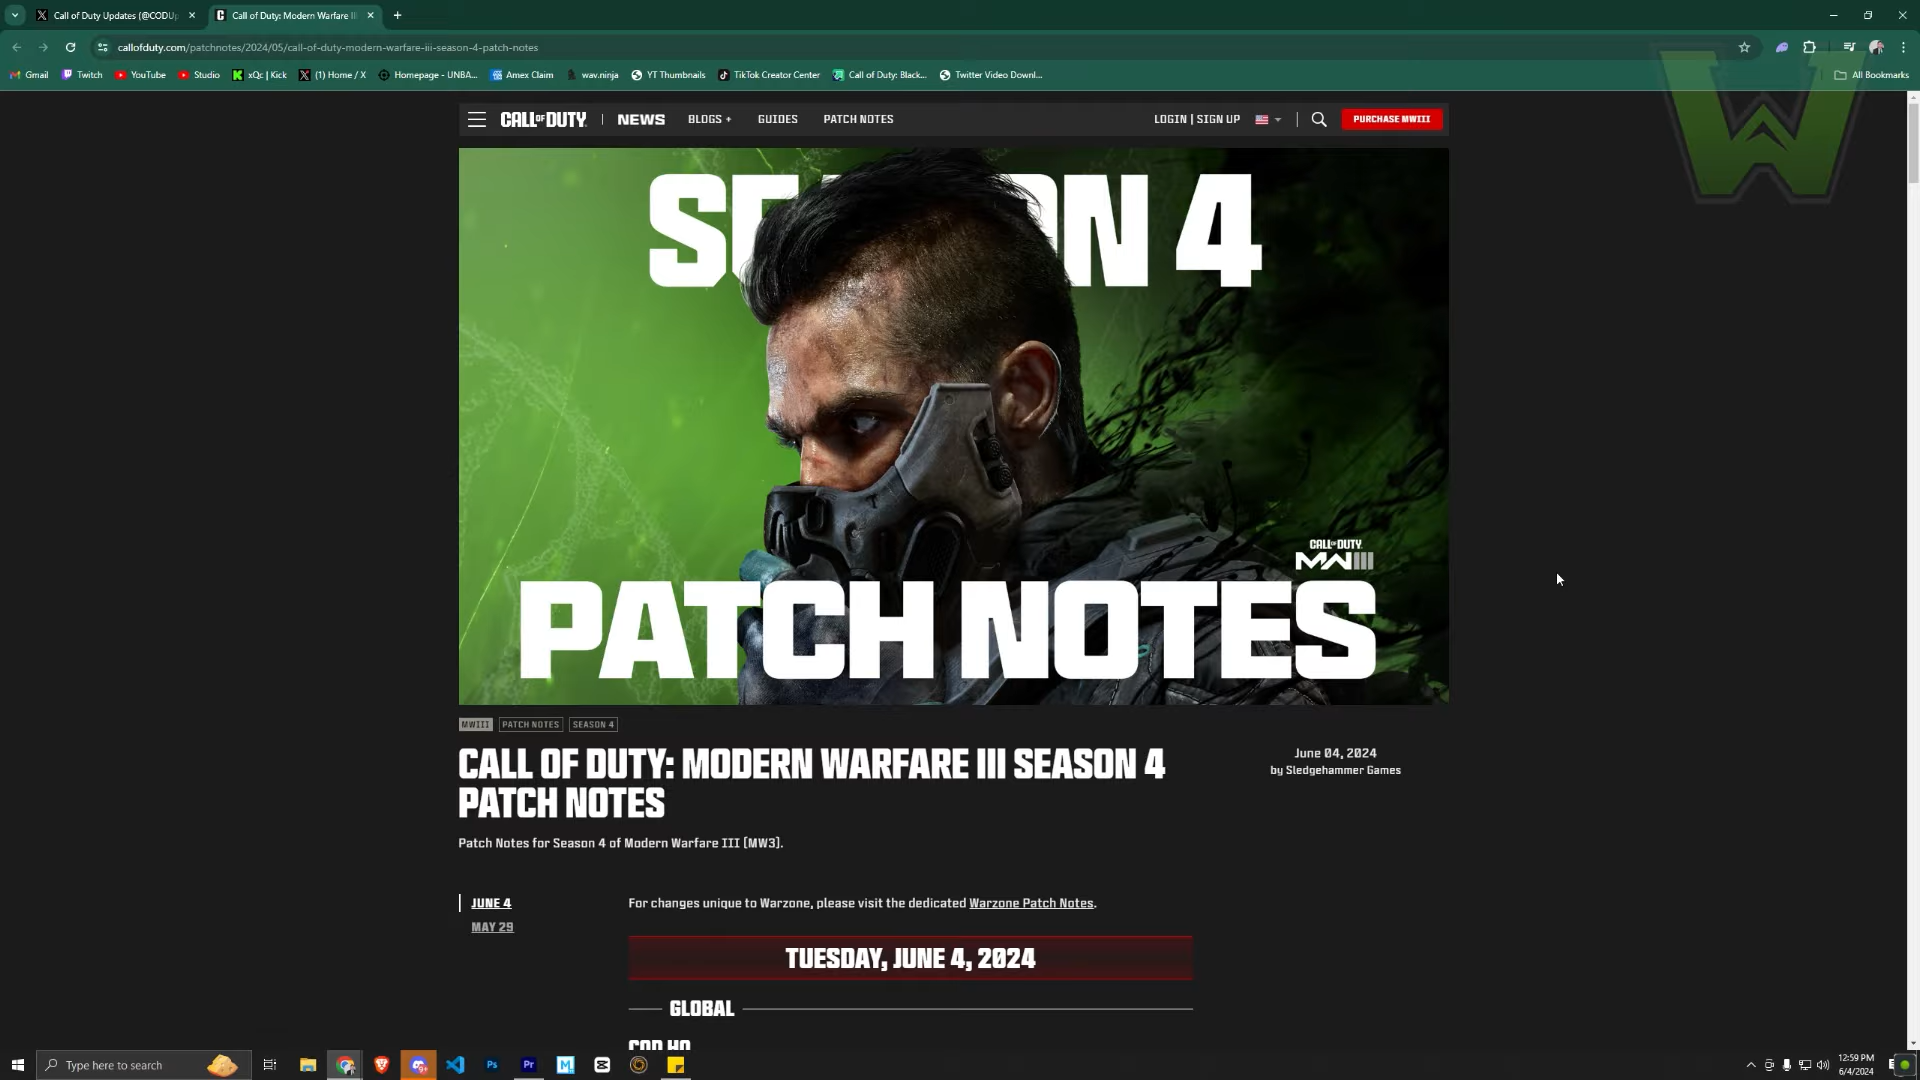 Call of Duty Updates (@CODUp
Call of Duty: Modern Warfare II
callofduty.com/patchnotes/2024/05/call-of-duty-modern-warfare-iii-season-4-patch-notes
Gmail
Twitch
YouTube
Studio
xQc | Kick
(1) Home / X
Homepage - UNBA...
Amex Claim
wav.ninja
YT Thumbnails
TikTok Creator Center
Call of Duty: Black...
Twitter Video Downl...
All Bookmarks
CALL OF DUTY
NEWS
BLOGS +
GUIDES
PATCH NOTES
LOGIN | SIGN UP
PURCHASE MWIII
W
SEASON 4
CALL OF DUTY
MWIII
PATCH NOTES
MWIII
PATCH NOTES
SEASON 4
CALL OF DUTY: MODERN WARFARE III SEASON 4
PATCH NOTES
June 04, 2024
by Sledgehammer Games
Patch Notes for Season 4 of Modern Warfare III (MW3).
JUNE 4
MAY 29
For changes unique to Warzone, please visit the dedicated Warzone Patch Notes.
TUESDAY, JUNE 4, 2024
GLOBAL
COD HQ
Type here to search
Ps
Pr
12:59 PM
6/4/2024